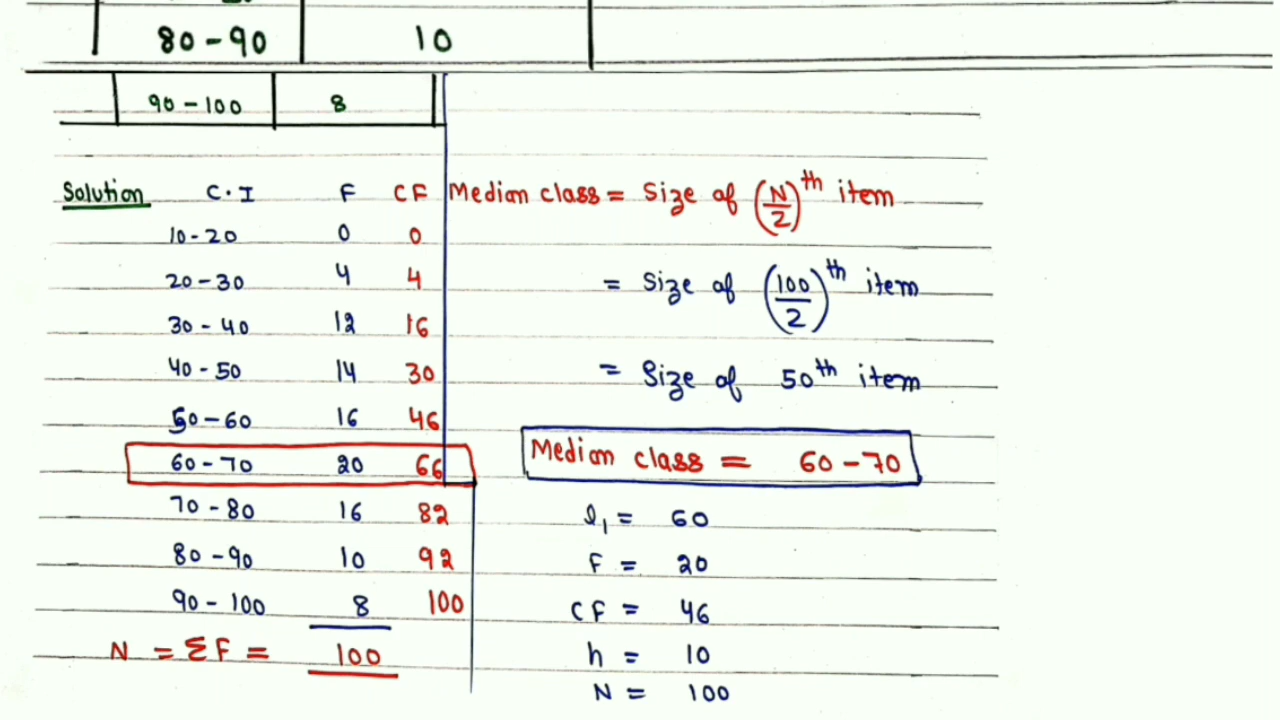 80-90 10
90-100 8
Solution C.I F CF Median class = Size of (N/2)th item
10-20 0 0
20-30 4 4 = Size of (100/2)th item
30-40 12 16
40-50 14 30 = Size of 50th item
50-60 16 46
60-70 20 66 Median class = 60-70
70-80 16 82 l₁ = 60
80-90 10 92 F = 20
90-100 8 100 CF = 46
N = ΣF = 100 h = 10
N = 100